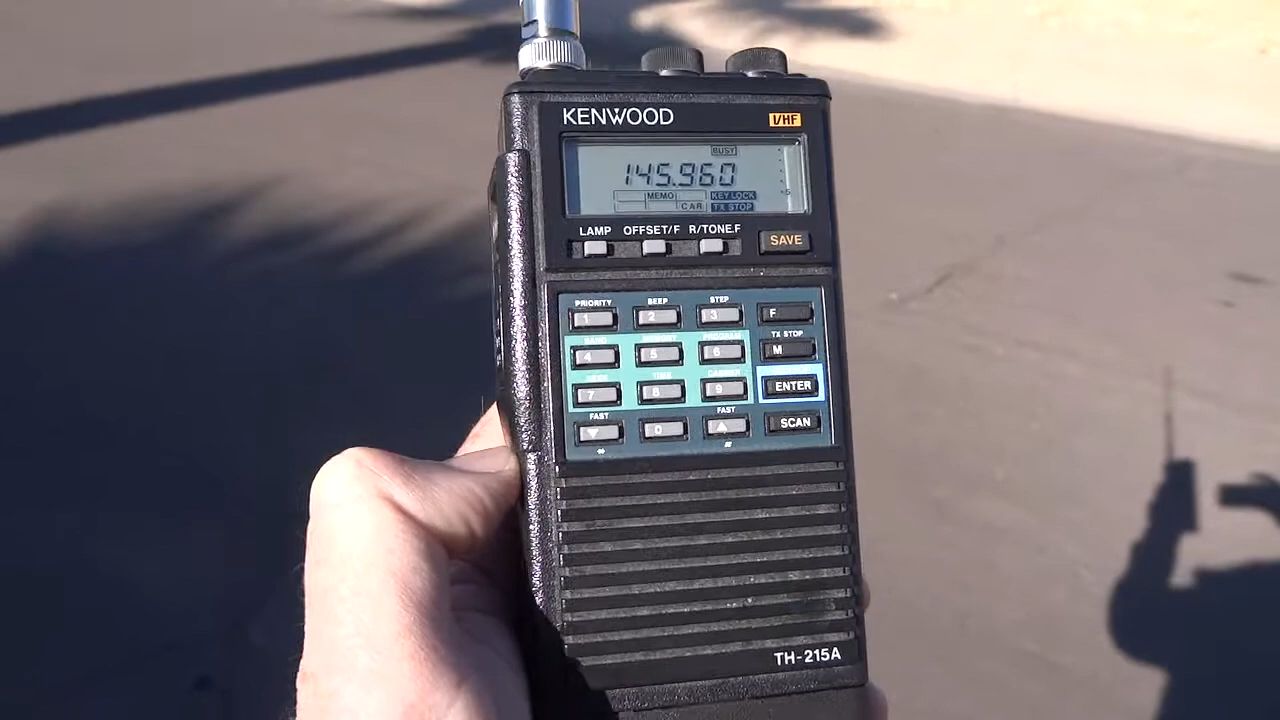 KENWOOD VHF
BUSY
145.960
MEMO KEY LOCK
CAR TX STOP
5
LAMP OFFSET/F R/TONE.F SAVE
PRIORITY BEEP STEP
1 2 3 F
TX STOP
4 5 6 M
7 8 9 ENTER
FAST FAST
0 SCAN
TH-215A